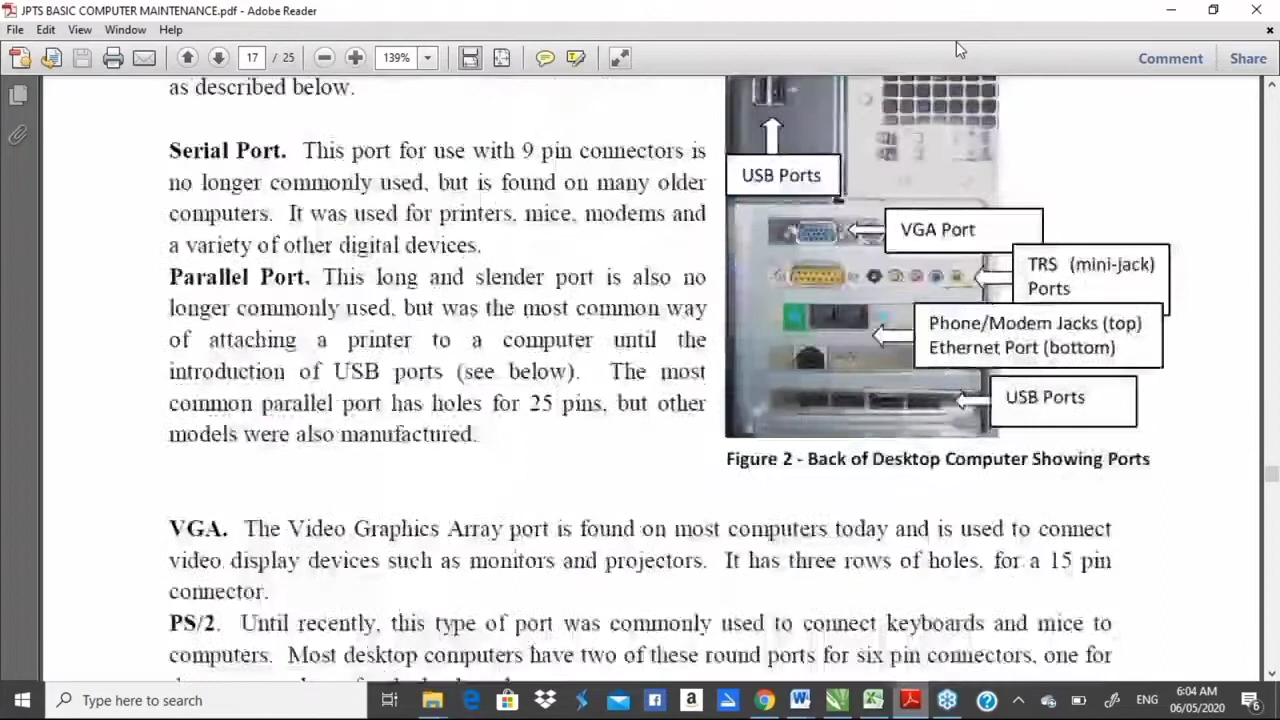 JPTS BASIC COMPUTER MAINTENANCE.pdf - Adobe Reader
File Edit View Window Help
17 / 25
139%
Comment Share
as described below.
Serial Port. This port for use with 9 pin connectors is
no longer commonly used, but is found on many older
computers. It was used for printers, mice, modems and
a variety of other digital devices.
Parallel Port. This long and slender port is also no
longer commonly used, but was the most common way
of attaching a printer to a computer until the
introduction of USB ports (see below). The most
common parallel port has holes for 25 pins, but other
models were also manufactured.
USB Ports
VGA Port
TRS (mini-jack)
Ports
Phone/Modem Jacks (top)
Ethernet Port (bottom)
USB Ports
Figure 2 - Back of Desktop Computer Showing Ports
VGA. The Video Graphics Array port is found on most computers today and is used to connect
video display devices such as monitors and projectors. It has three rows of holes, for a 15 pin
connector.
PS/2. Until recently, this type of port was commonly used to connect keyboards and mice to
computers. Most desktop computers have two of these round ports for six pin connectors, one for
Type here to search
ENG
6:04 AM
06/05/2020
6